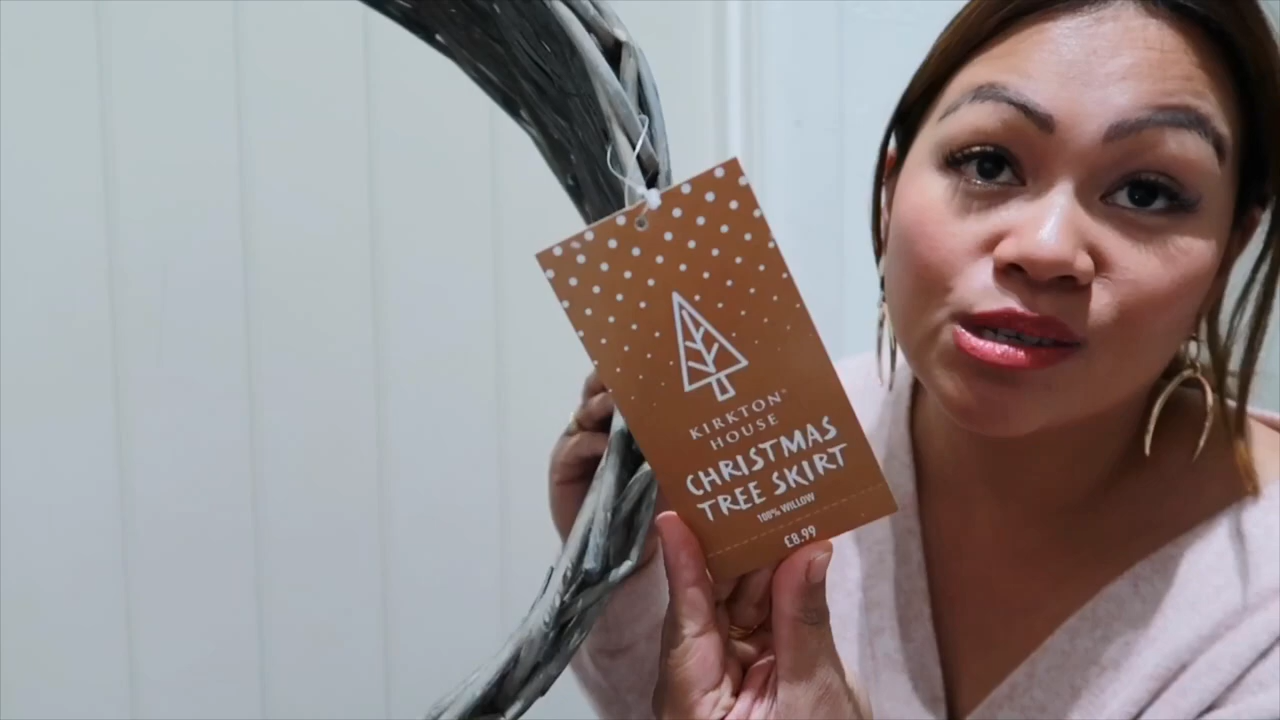 KIRKTON®
HOUSE
CHRISTMAS
TREE SKIRT
100% WILLOW
£8.99